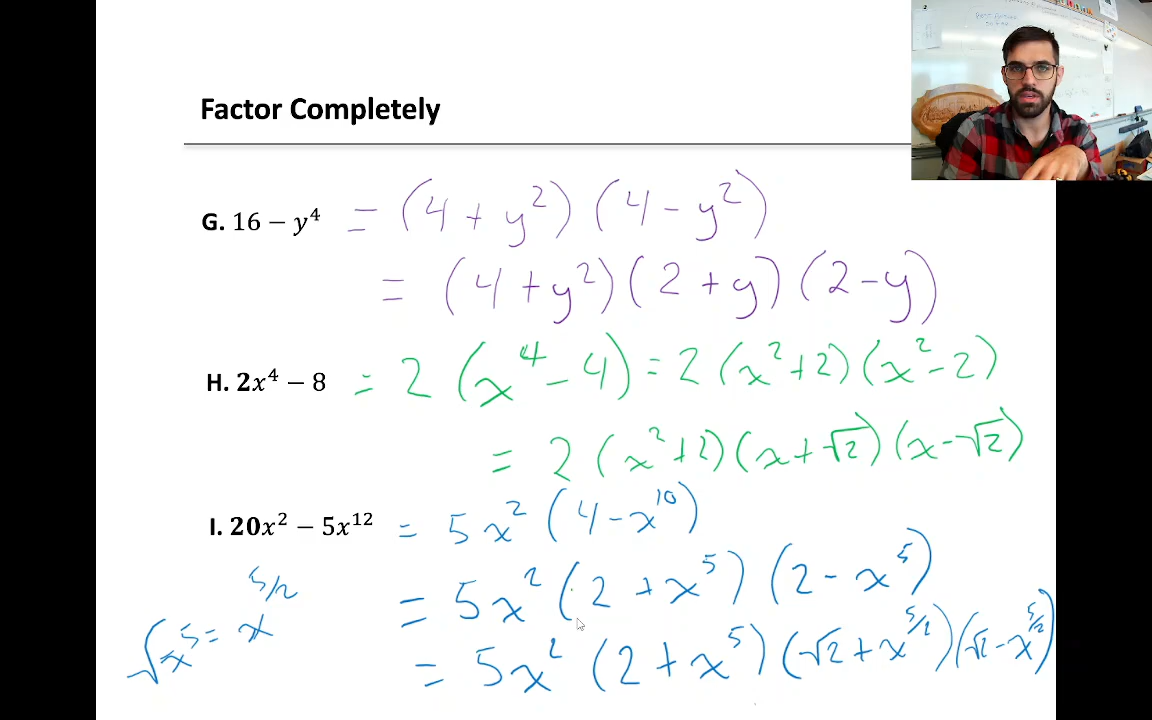 Factor Completely
G. 16 − y⁴ = (4 + y²)(4 − y²)
= (4 + y²)(2 + y)(2 − y)
H. 2x⁴ − 8 = 2(x⁴ − 4) = 2(x² + 2)(x² − 2)
= 2(x² + 2)(x + √2)(x − √2)
I. 20x² − 5x¹² = 5x²(4 − x¹⁰)
= 5x²(2 + x⁵)(2 − x⁵)
√x⁵ = x^(5/2)
= 5x²(2 + x⁵)(√2 + x^(5/2))(√2 − x^(5/2))